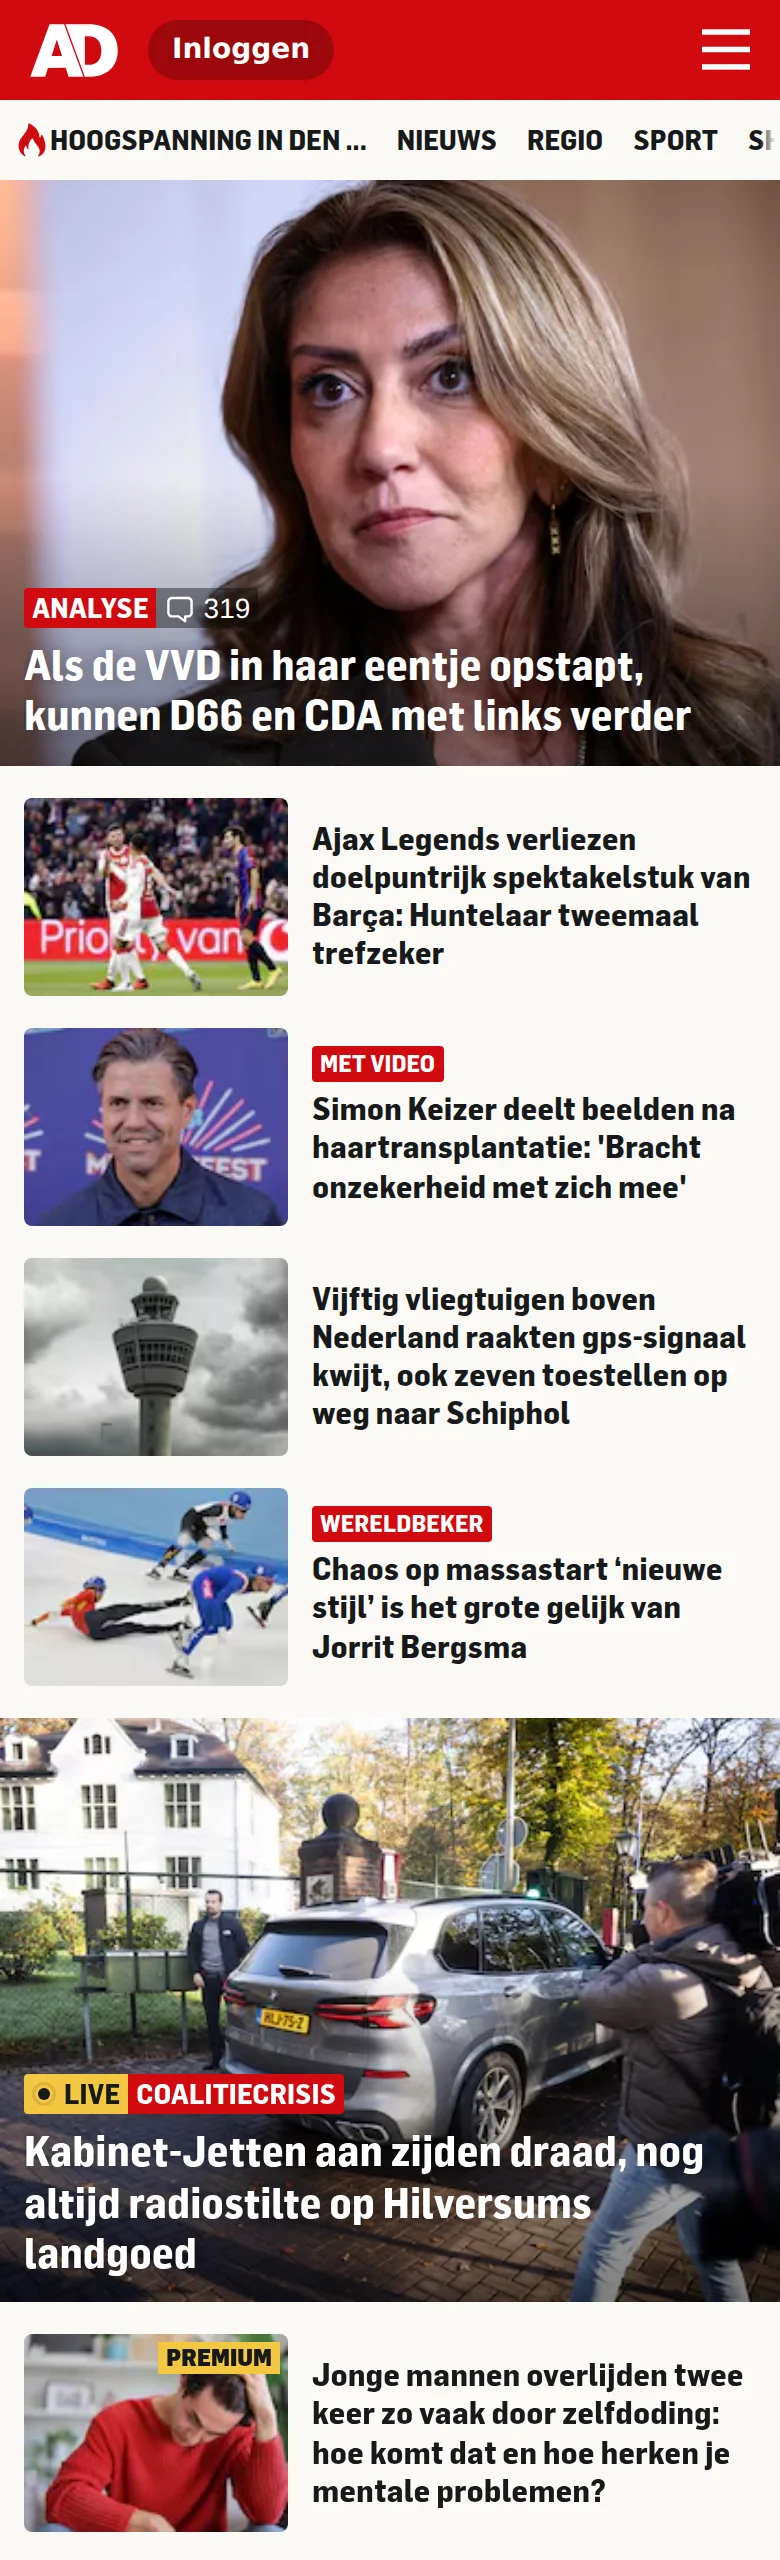 AD
Inloggen
HOOGSPANNING IN DEN ... NIEUWS REGIO SPORT
ANALYSE 319
Als de VVD in haar eentje opstapt,
kunnen D66 en CDA met links verder
Ajax Legends verliezen
doelpuntrijk spektakelstuk van
Barça: Huntelaar tweemaal
trefzeker
van
MET VIDEO
Simon Keizer deelt beelden na
haartransplantatie: 'Bracht
onzekerheid met zich mee'
Vijftig vliegtuigen boven
Nederland raakten gps-signaal
kwijt, ook zeven toestellen op
weg naar Schiphol
WERELDBEKER
Chaos op massastart ‘nieuwe
stijl’ is het grote gelijk van
Jorrit Bergsma
LIVE COALITIECRISIS
Kabinet-Jetten aan zijden draad, nog
altijd radiostilte op Hilversums
landgoed
PREMIUM
Jonge mannen overlijden twee
keer zo vaak door zelfdoding:
hoe komt dat en hoe herken je
mentale problemen?